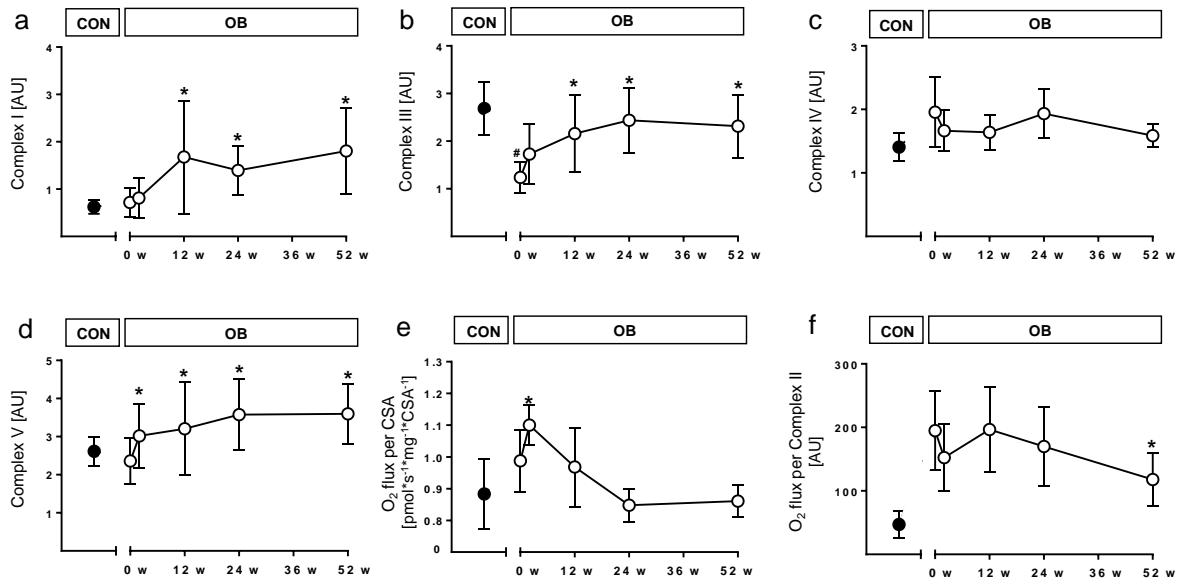 a
CON
OB
Complex I [AU]
4
3
2
1
*
*
*
0 w
12 w
24 w
36 w
52 w
b
CON
OB
Complex III [AU]
4
3
2
1
#
*
*
*
0 w
12 w
24 w
36 w
52 w
c
CON
OB
Complex IV [AU]
3
2
1
0 w
12 w
24 w
36 w
52 w
d
CON
OB
Complex V [AU]
5
4
3
2
1
*
*
*
*
0 w
12 w
24 w
36 w
52 w
e
CON
OB
O₂ flux per CSA
[pmol*s⁻¹*mg⁻¹*CSA⁻¹]
1.3
1.2
1.1
1.0
0.9
0.8
0
*
0 w
12 w
24 w
36 w
52 w
f
CON
OB
O₂ flux per Complex II
[AU]
300
200
100
*
0 w
12 w
24 w
36 w
52 w